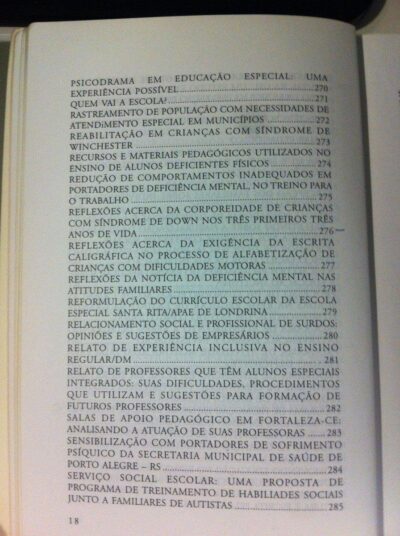 PSICODRAMA EM EDUCAÇÃO ESPECIAL: UMA
EXPERIÊNCIA POSSÍVEL ..... 270
QUEM VAI A ESCOLA? ..... 271
RASTREAMENTO DE POPULAÇÃO COM NECESSIDADES DE
ATENDiMENTO ESPECIAL EM MUNICÍPIOS ..... 272
REABILITAÇÃO EM CRIANÇAS COM SÍNDROME DE
WINCHESTER ..... 273
RECURSOS E MATERIAIS PEDAGÓGICOS UTILIZADOS NO
ENSINO DE ALUNOS DEFICIENTES FÍSICOS ..... 274
REDUÇÃO DE COMPORTAMENTOS INADEQUADOS EM
PORTADORES DE DEFICIÊNCIA MENTAL, NO TREINO PARA
O TRABALHO ..... 275
REFLEXÕES ACERCA DA CORPOREIDADE DE CRIANÇAS
COM SÍNDROME DE DOWN NOS TRÊS PRIMEIROS TRÊS
ANOS DE VIDA ..... 276
REFLEXÕES ACERCA DA EXIGÊNCIA DA ESCRITA
CALIGRÁFICA NO PROCESSO DE ALFABETIZAÇÃO DE
CRIANÇAS COM DIFICULDADES MOTORAS ..... 277
REFLEXÕES DA NOTÍCIA DA DEFICIÊNCIA MENTAL NAS
ATITUDES FAMILIARES ..... 278
REFORMULAÇÃO DO CURRÍCULO ESCOLAR DA ESCOLA
ESPECIAL SANTA RITA/APAE DE LONDRINA ..... 279
RELACIONAMENTO SOCIAL E PROFISSIONAL DE SURDOS:
OPINIÕES E SUGESTÕES DE EMPRESÁRIOS ..... 280
RELATO DE EXPERIÊNCIA INCLUSIVA NO ENSINO
REGULAR/DM ..... 281
RELATO DE PROFESSORES QUE TÊM ALUNOS ESPECIAIS
INTEGRADOS: SUAS DIFICULDADES, PROCEDIMENTOS
QUE UTILIZAM E SUGESTÕES PARA FORMAÇÃO DE
FUTUROS PROFESSORES ..... 282
SALAS DE APOIO PEDAGÓGICO EM FORTALEZA-CE:
ANALISANDO A ATUAÇÃO DE SUAS PROFESSORAS ..... 283
SENSIBILIZAÇÃO COM PORTADORES DE SOFRIMENTO
PSÍQUICO DA SECRETARIA MUNICIPAL DE SAÚDE DE
PORTO ALEGRE – RS ..... 284
SERVIÇO SOCIAL ESCOLAR: UMA PROPOSTA DE
PROGRAMA DE TREINAMENTO DE HABILIADES SOCIAIS
JUNTO A FAMILIARES DE AUTISTAS ..... 285
18